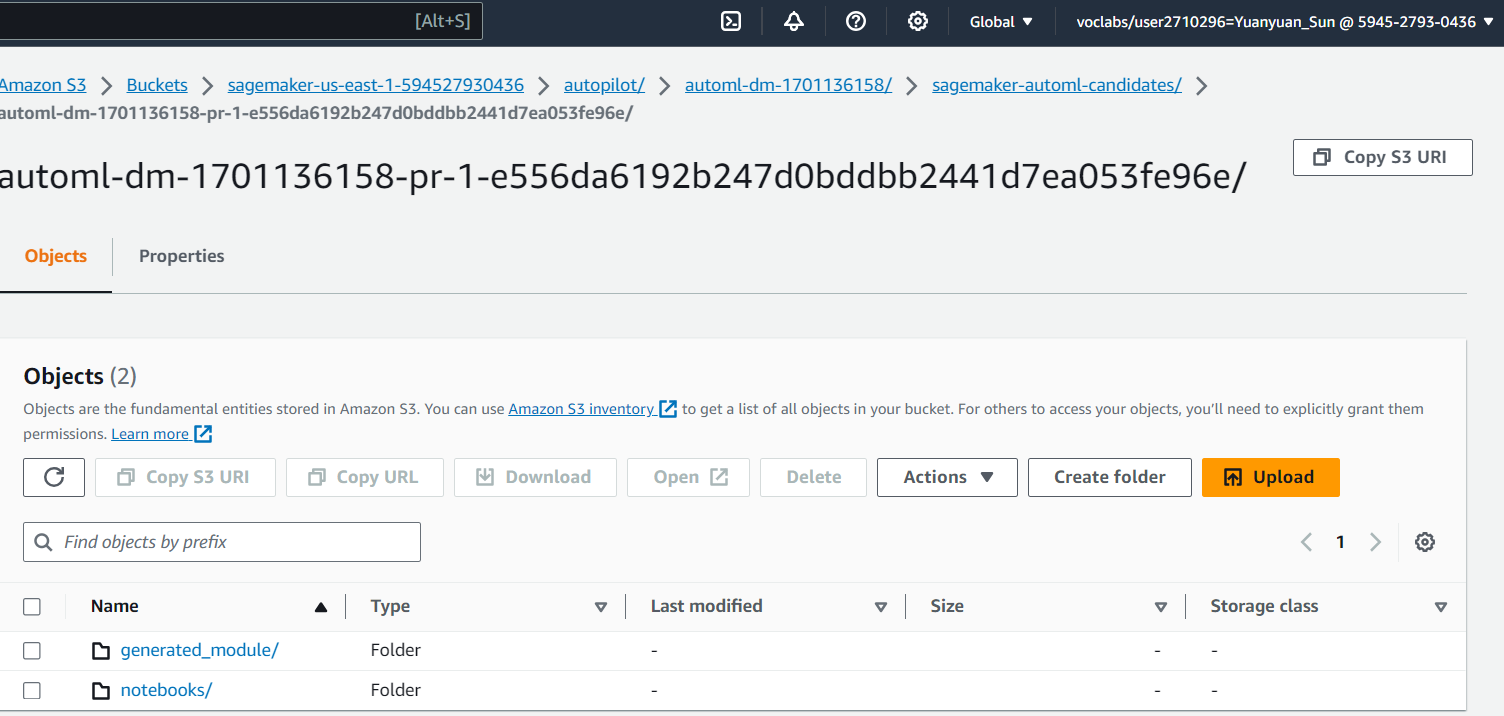 [Alt+S] Global voclabs/user2710296=Yuanyuan_Sun @ 5945-2793-0436
Amazon S3 Buckets sagemaker-us-east-1-594527930436 autopilot/ automl-dm-1701136158/ sagemaker-automl-candidates/
automl-dm-1701136158-pr-1-e556da6192b247d0bddbb2441d7ea053fe96e/
Copy S3 URI
automl-dm-1701136158-pr-1-e556da6192b247d0bddbb2441d7ea053fe96e/
Objects Properties
Objects (2)
Objects are the fundamental entities stored in Amazon S3. You can use Amazon S3 inventory to get a list of all objects in your bucket. For others to access your objects, you'll need to explicitly grant them
permissions. Learn more
Copy S3 URI Copy URL Download Open Delete Actions Create folder Upload
Find objects by prefix 1
Name Type Last modified Size Storage class
generated_module/ Folder - - -
notebooks/ Folder - - -